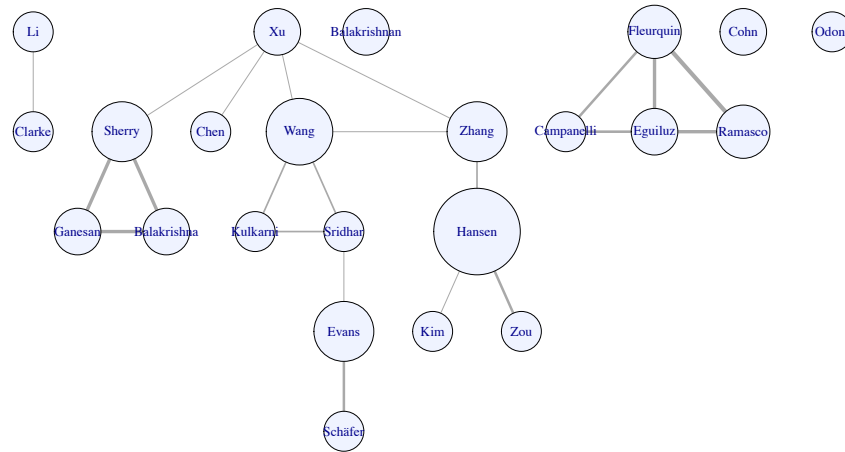 Li
Xu
Balakrishnan
Fleurquin
Cohn
Odon
Clarke
Sherry
Chen
Wang
Zhang
Campanelli
Eguiluz
Ramasco
Ganesan
Balakrishna
Kulkarni
Sridhar
Hansen
Evans
Kim
Zou
Schäfer